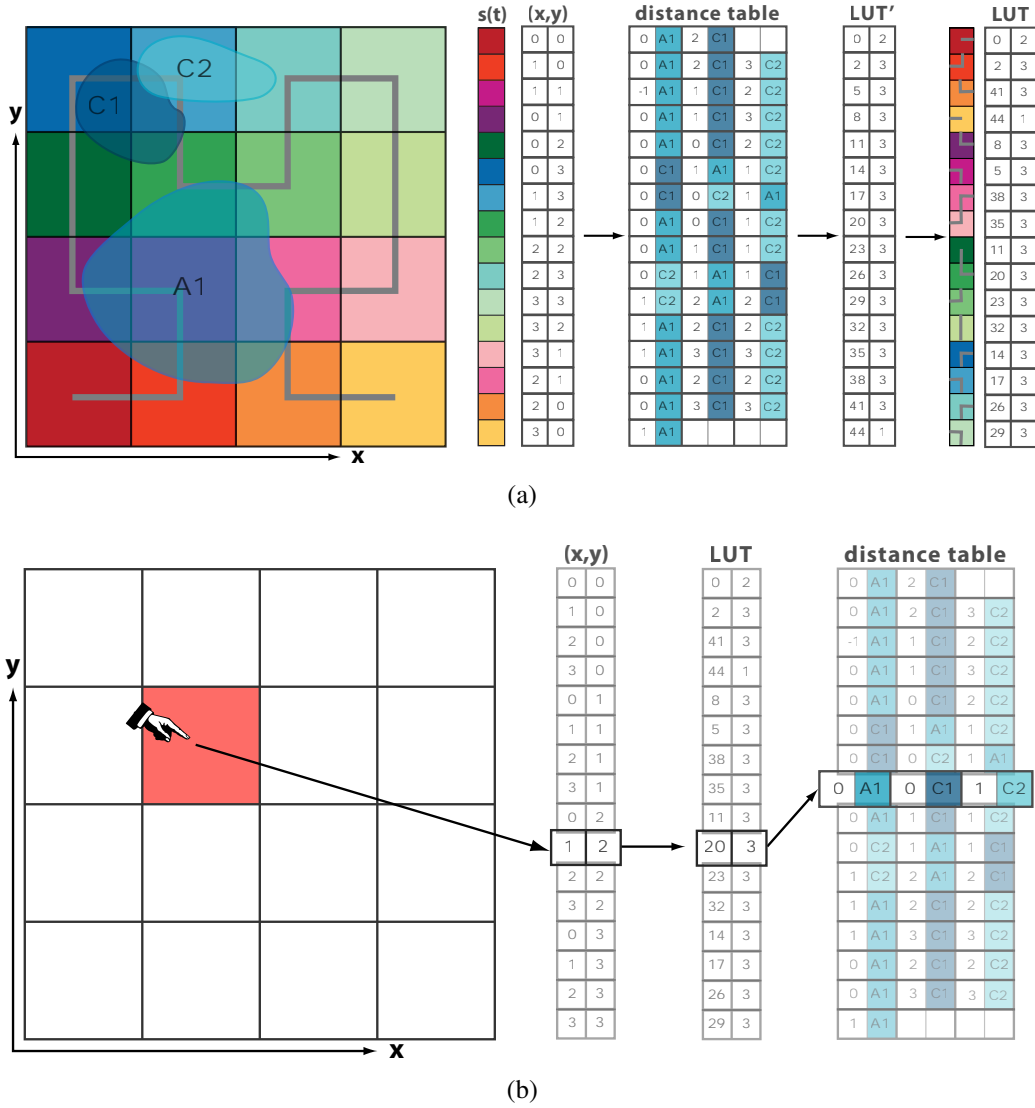 s(t) (x,y) distance table LUT' LUT
C2
C1
A1
y
x
0 0 0 A1 2 C1 0 2 0 2
1 0 0 A1 2 C1 3 C2 2 3 2 3
1 1 -1 A1 1 C1 2 C2 5 3 41 3
0 1 0 A1 1 C1 3 C2 8 3 44 1
0 2 0 A1 0 C1 2 C2 11 3 8 3
0 3 0 C1 1 A1 1 C2 14 3 5 3
1 3 0 C1 0 C2 1 A1 17 3 38 3
1 2 0 A1 0 C1 1 C2 20 3 35 3
2 2 0 A1 1 C1 1 C2 23 3 11 3
2 3 0 C2 1 A1 1 C1 26 3 20 3
3 3 1 C2 2 A1 2 C1 29 3 23 3
3 2 1 A1 2 C1 2 C2 32 3 32 3
3 1 1 A1 3 C1 3 C2 35 3 14 3
2 1 0 A1 2 C1 2 C2 38 3 17 3
2 0 0 A1 3 C1 3 C2 41 3 26 3
3 0 1 A1 44 1 29 3
(a)
(x,y) LUT distance table
y
x
0 0 0 2 0 A1 2 C1
1 0 2 3 0 A1 2 C1 3 C2
2 0 41 3 -1 A1 1 C1 2 C2
3 0 44 1 0 A1 1 C1 3 C2
0 1 8 3 0 A1 0 C1 2 C2
1 1 5 3 0 C1 1 A1 1 C2
2 1 38 3 0 C1 0 C2 1 A1
3 1 35 3 0 A1 0 C1 1 C2
0 2 11 3 0 A1 1 C1 1 C2
1 2 20 3 0 C2 1 A1 1 C1
2 2 23 3 1 C2 2 A1 2 C1
3 2 32 3 1 A1 2 C1 2 C2
0 3 14 3 1 A1 3 C1 3 C2
1 3 17 3 0 A1 2 C1 2 C2
2 3 26 3 0 A1 3 C1 3 C2
3 3 29 3 1 A1
(b)